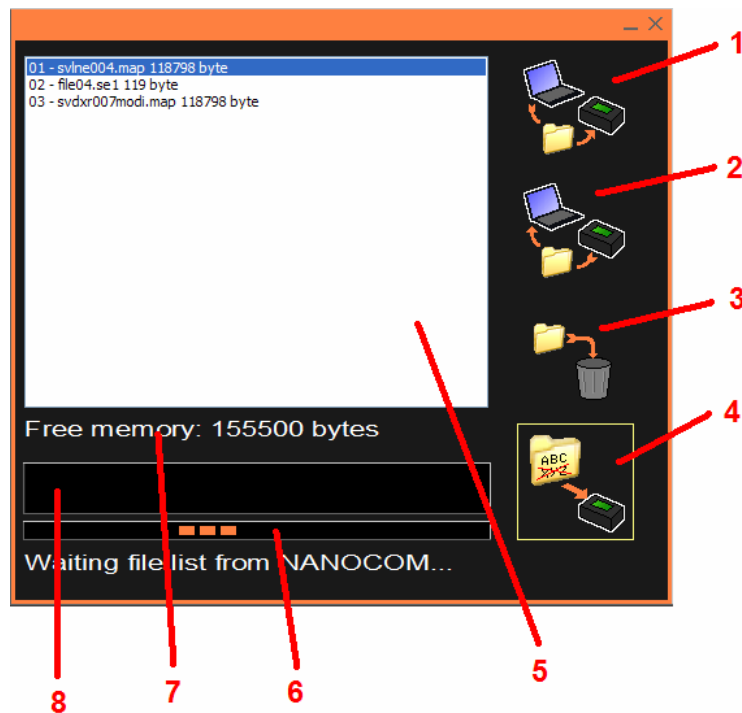 01 - svlne004.map 118798 byte
02 - file04.se1 119 byte
03 - svdxr007modi.map 118798 byte
1
2
3
4
ABC
XYZ
Free memory: 155500 bytes
Waiting file list from NANOCOM...
5
6
7
8